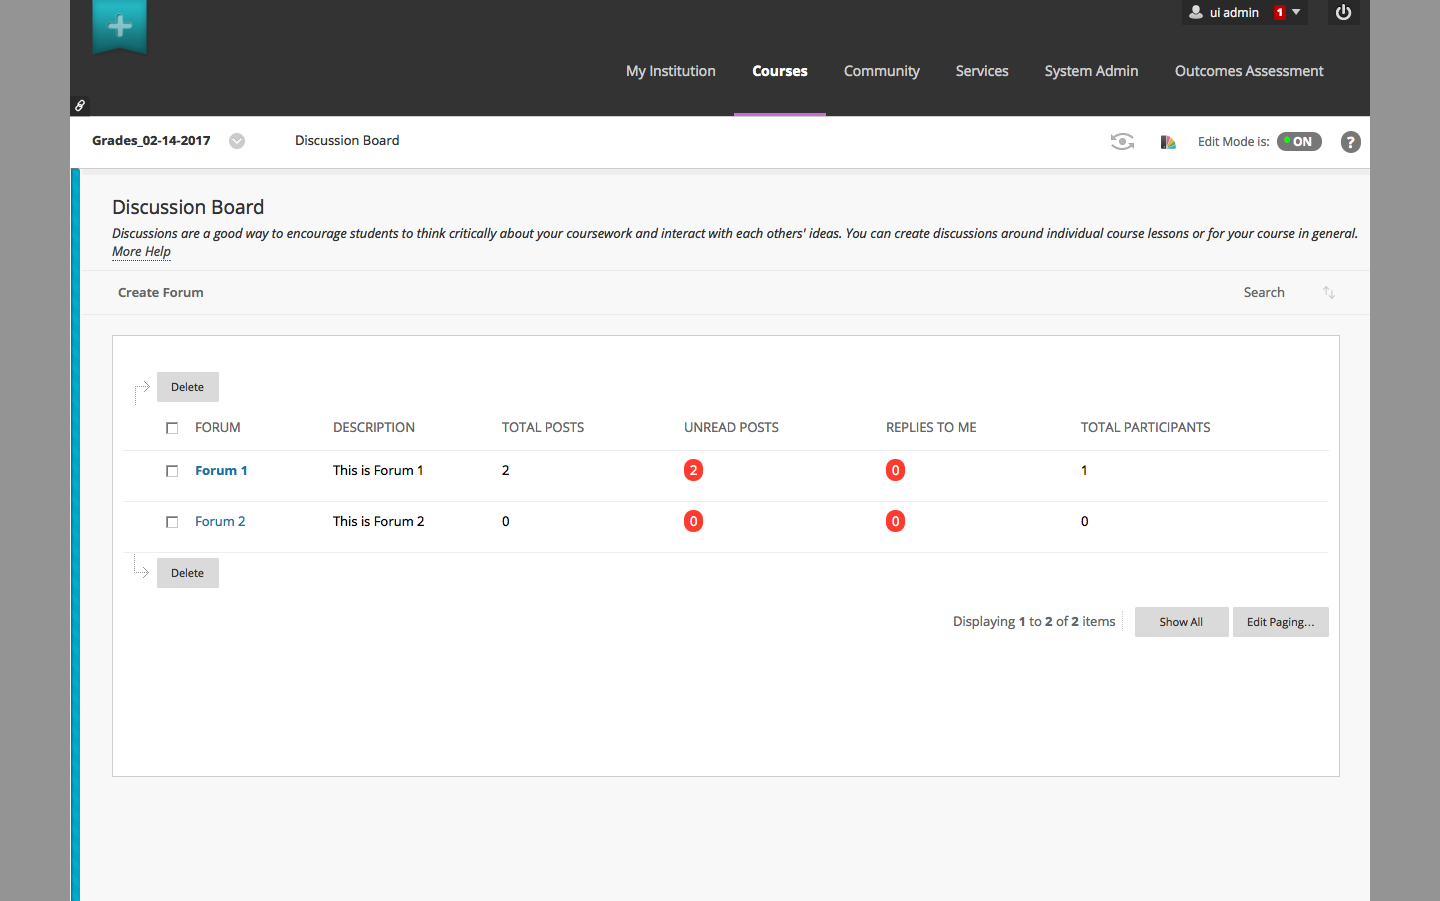 ui admin 1
My Institution Courses Community Services System Admin Outcomes Assessment
Grades_02-14-2017 Discussion Board Edit Mode is: ON ?
Discussion Board
Discussions are a good way to encourage students to think critically about your coursework and interact with each others' ideas. You can create discussions around individual course lessons or for your course in general.
More Help
Create Forum Search
Delete
FORUM DESCRIPTION TOTAL POSTS UNREAD POSTS REPLIES TO ME TOTAL PARTICIPANTS
Forum 1 This is Forum 1 2 2 0 1
Forum 2 This is Forum 2 0 0 0 0
Delete
Displaying 1 to 2 of 2 items Show All Edit Paging...